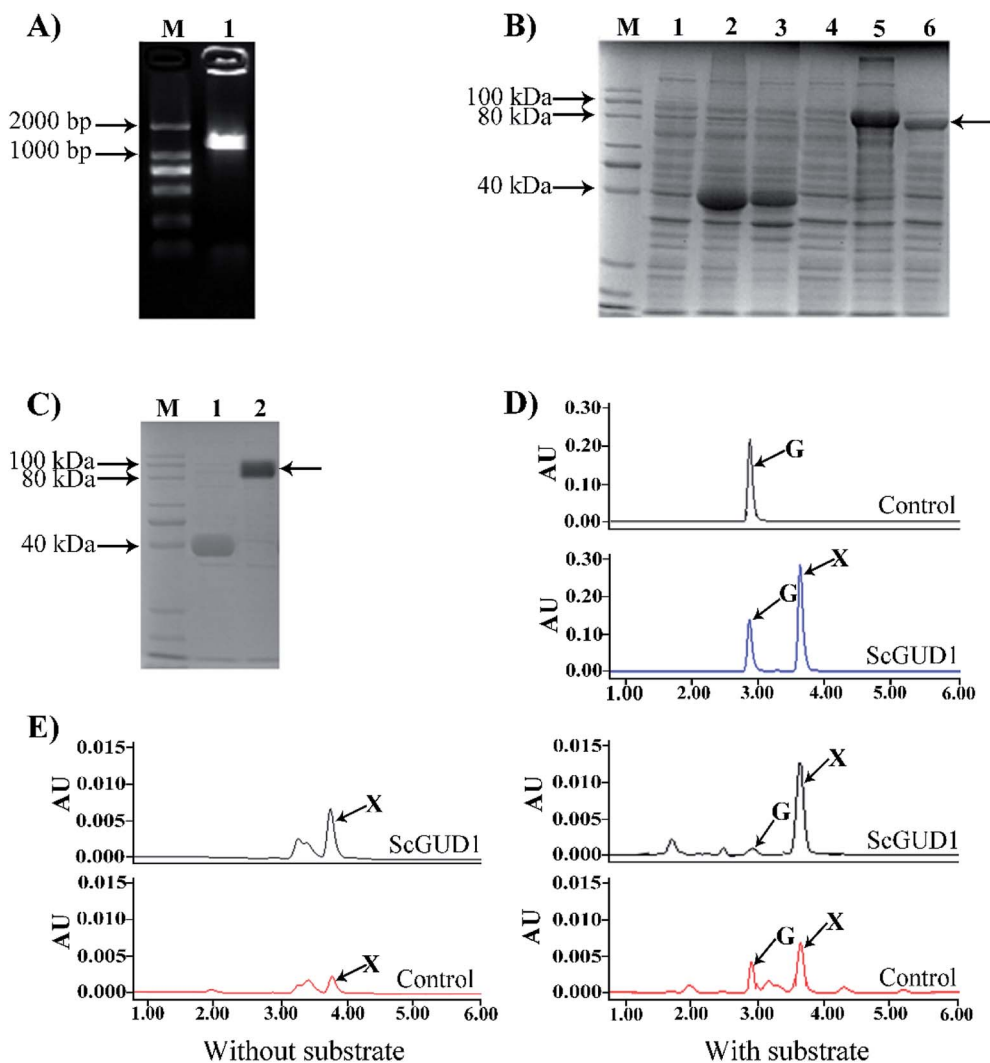 A)
M 1
2000 bp
1000 bp
B)
M 1 2 3 4 5 6
100 kDa
80 kDa
40 kDa
C)
M 1 2
100 kDa
80 kDa
40 kDa
D)
0.30
0.20
0.10
0.00
AU
G
Control
0.30
0.20
0.10
0.00
AU
G
X
ScGUD1
1.00 2.00 3.00 4.00 5.00 6.00
E)
0.015
0.010
0.005
0.000
AU
X
ScGUD1
0.015
0.010
0.005
0.000
AU
X
Control
1.00 2.00 3.00 4.00 5.00 6.00
Without substrate
0.015
0.010
0.005
0.000
AU
G
X
ScGUD1
0.015
0.010
0.005
0.000
AU
G
X
Control
1.00 2.00 3.00 4.00 5.00 6.00
With substrate